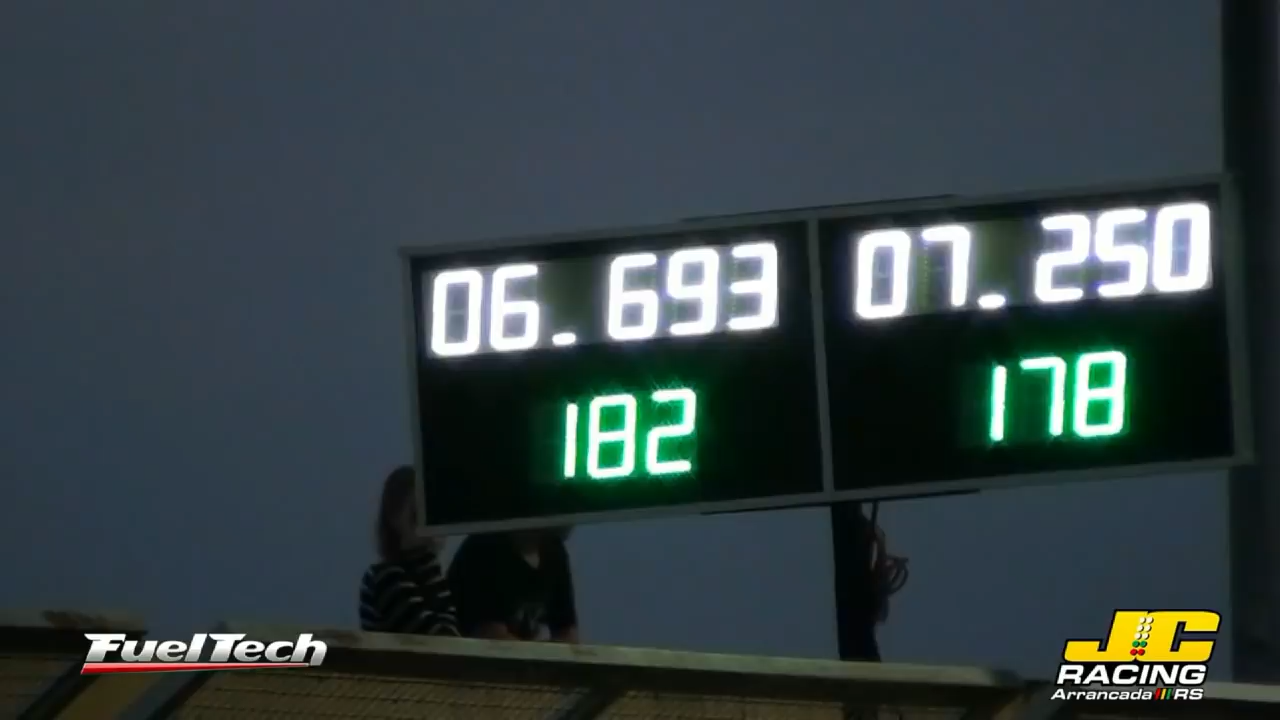 06.693
182
07.250
178
FuelTech
JC
RACING
Arrancada RS